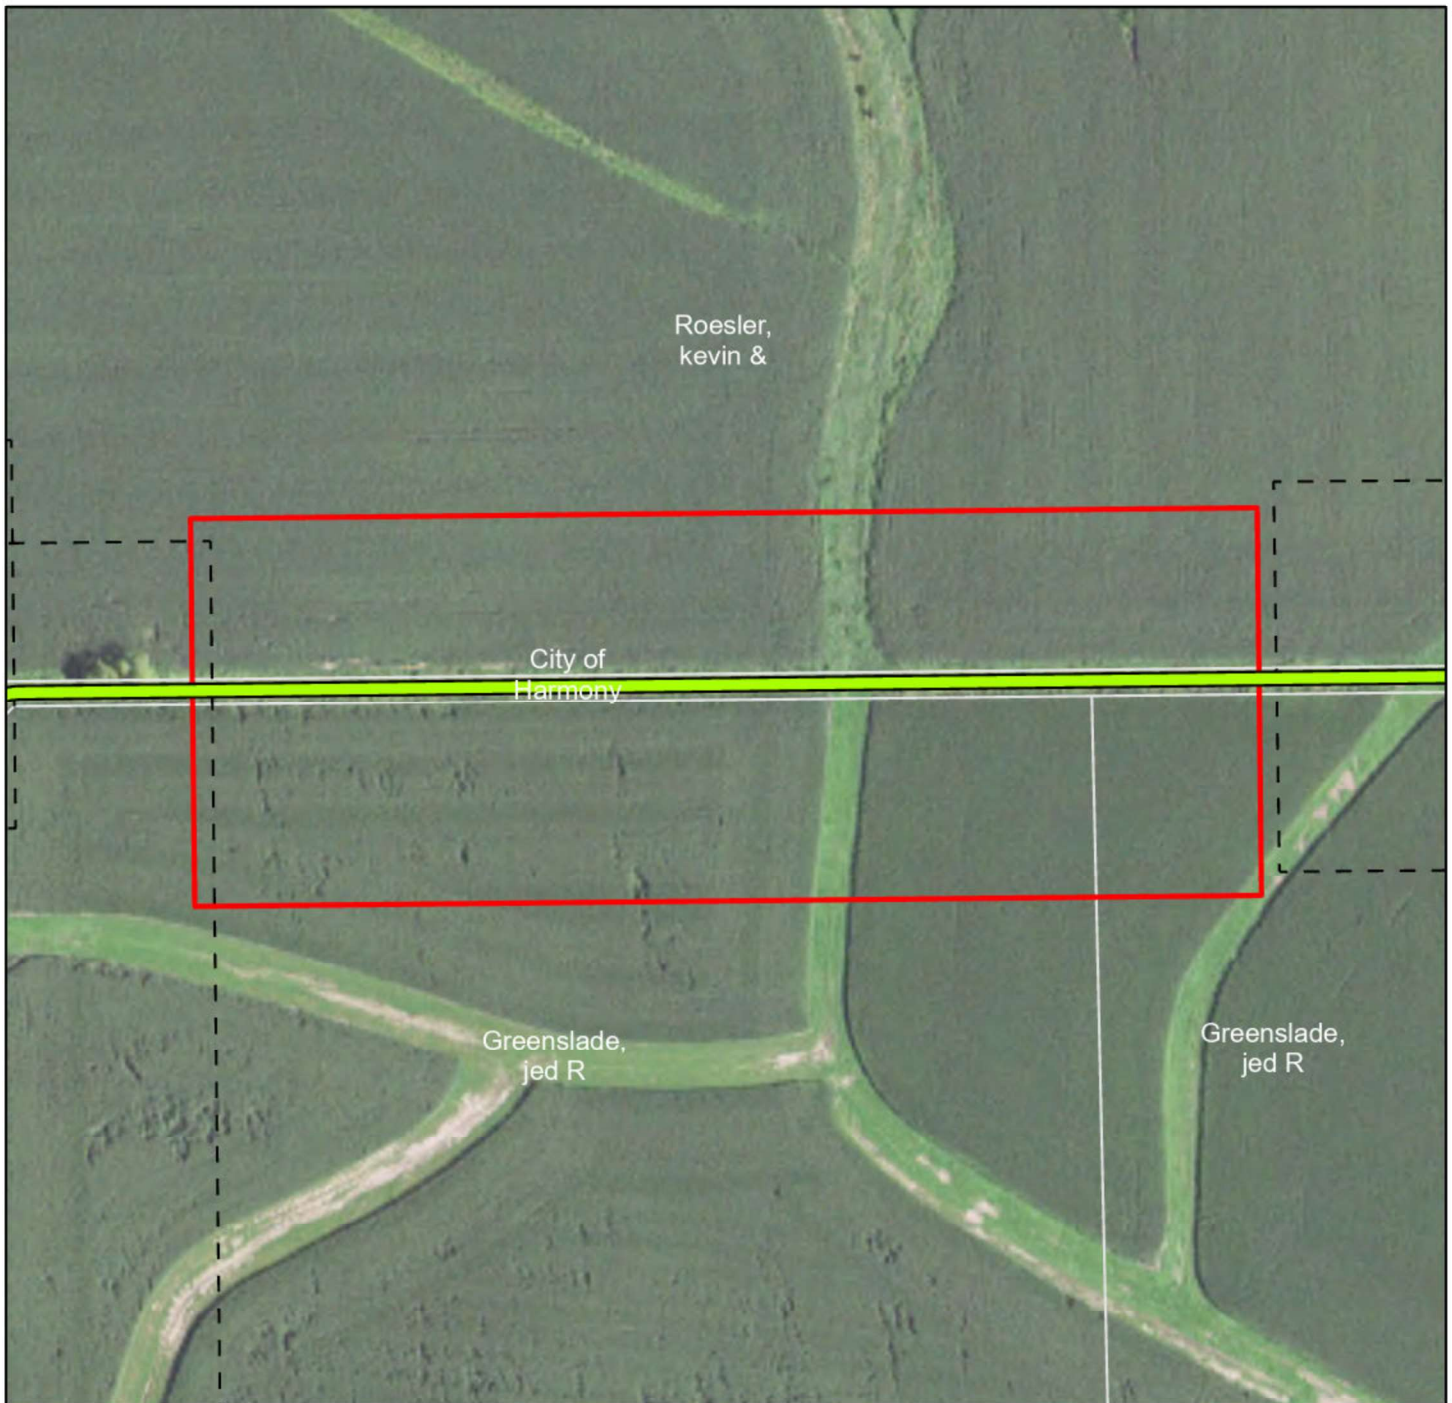 Roesler,
kevin &
City of
Harmony
Greenslade,
jed R
Greenslade,
jed R